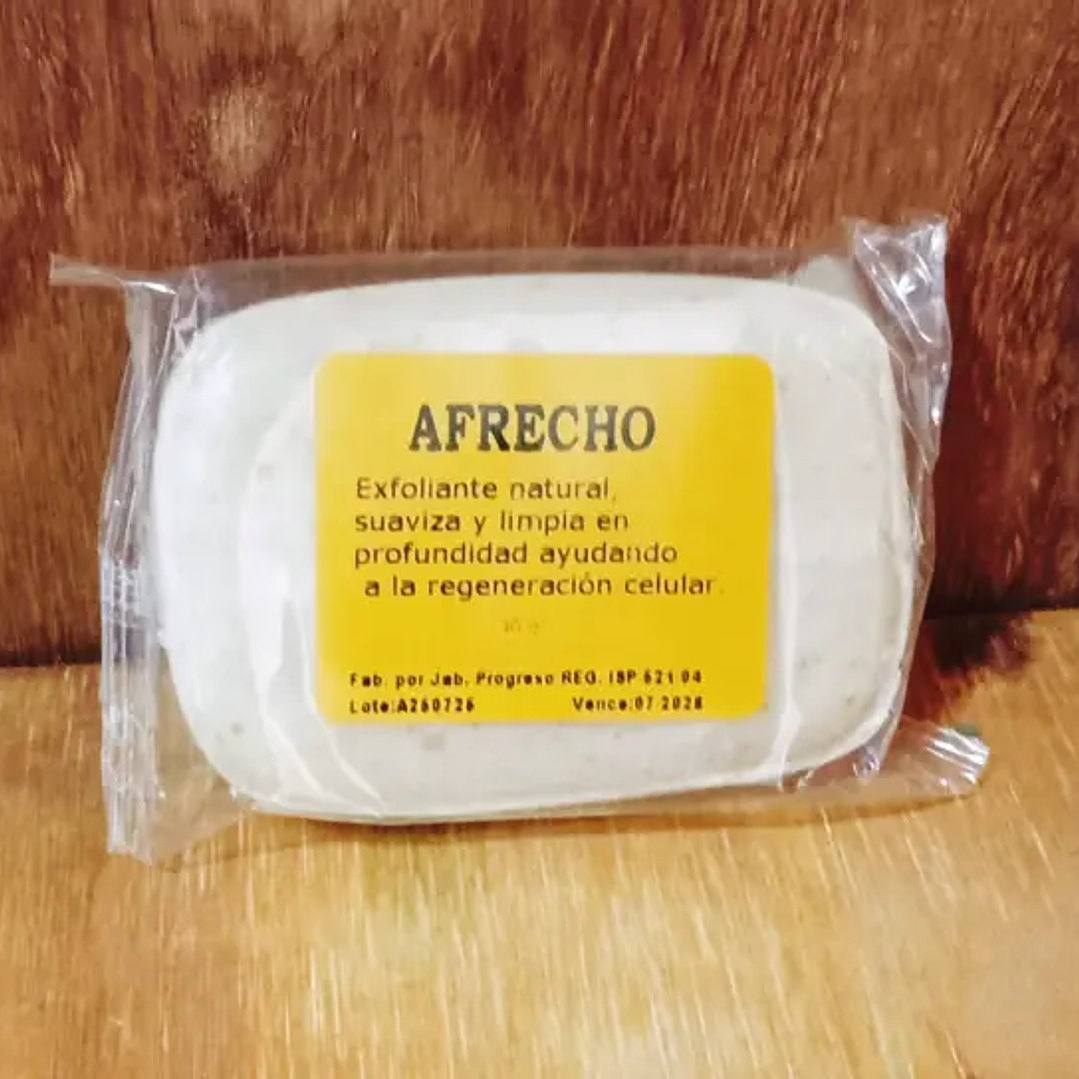 AFRECHO
Exfoliante natural,
suaviza y limpia en
profundidad ayudando
a la regeneración celular.
Fab. por Jab. Progreso REG. ISP 621 04
Lote:A250725 Vence:07 2028